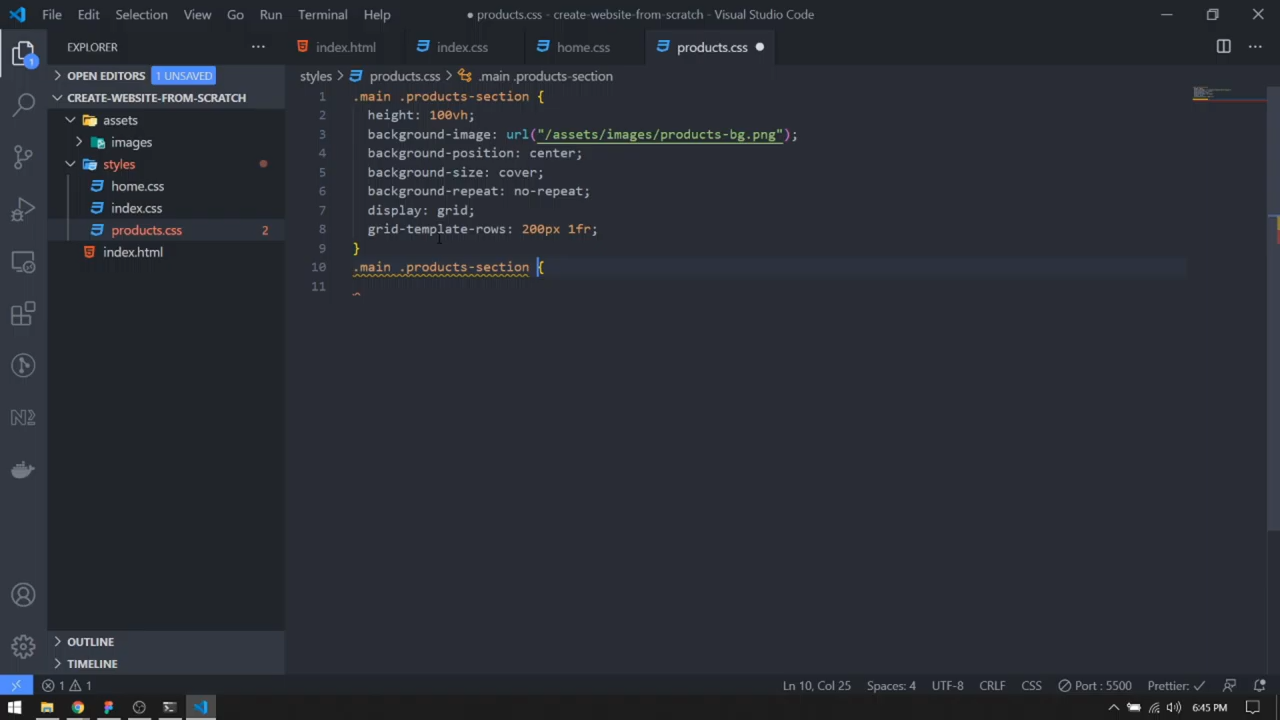 File Edit Selection View Go Run Terminal Help
● products.css - create-website-from-scratch - Visual Studio Code
EXPLORER
index.html index.css home.css products.css
OPEN EDITORS 1 UNSAVED
CREATE-WEBSITE-FROM-SCRATCH
assets
images
styles
home.css
index.css
products.css 2
index.html
OUTLINE
TIMELINE
1
styles > products.css > .main .products-section
1 .main .products-section {
2 height: 100vh;
3 background-image: url("/assets/images/products-bg.png");
4 background-position: center;
5 background-size: cover;
6 background-repeat: no-repeat;
7 display: grid;
8 grid-template-rows: 200px 1fr;
9 }
10 .main .products-section {
11
1 1 Ln 10, Col 25 Spaces: 4 UTF-8 CRLF CSS Port : 5500 Prettier: ✓
6:45 PM